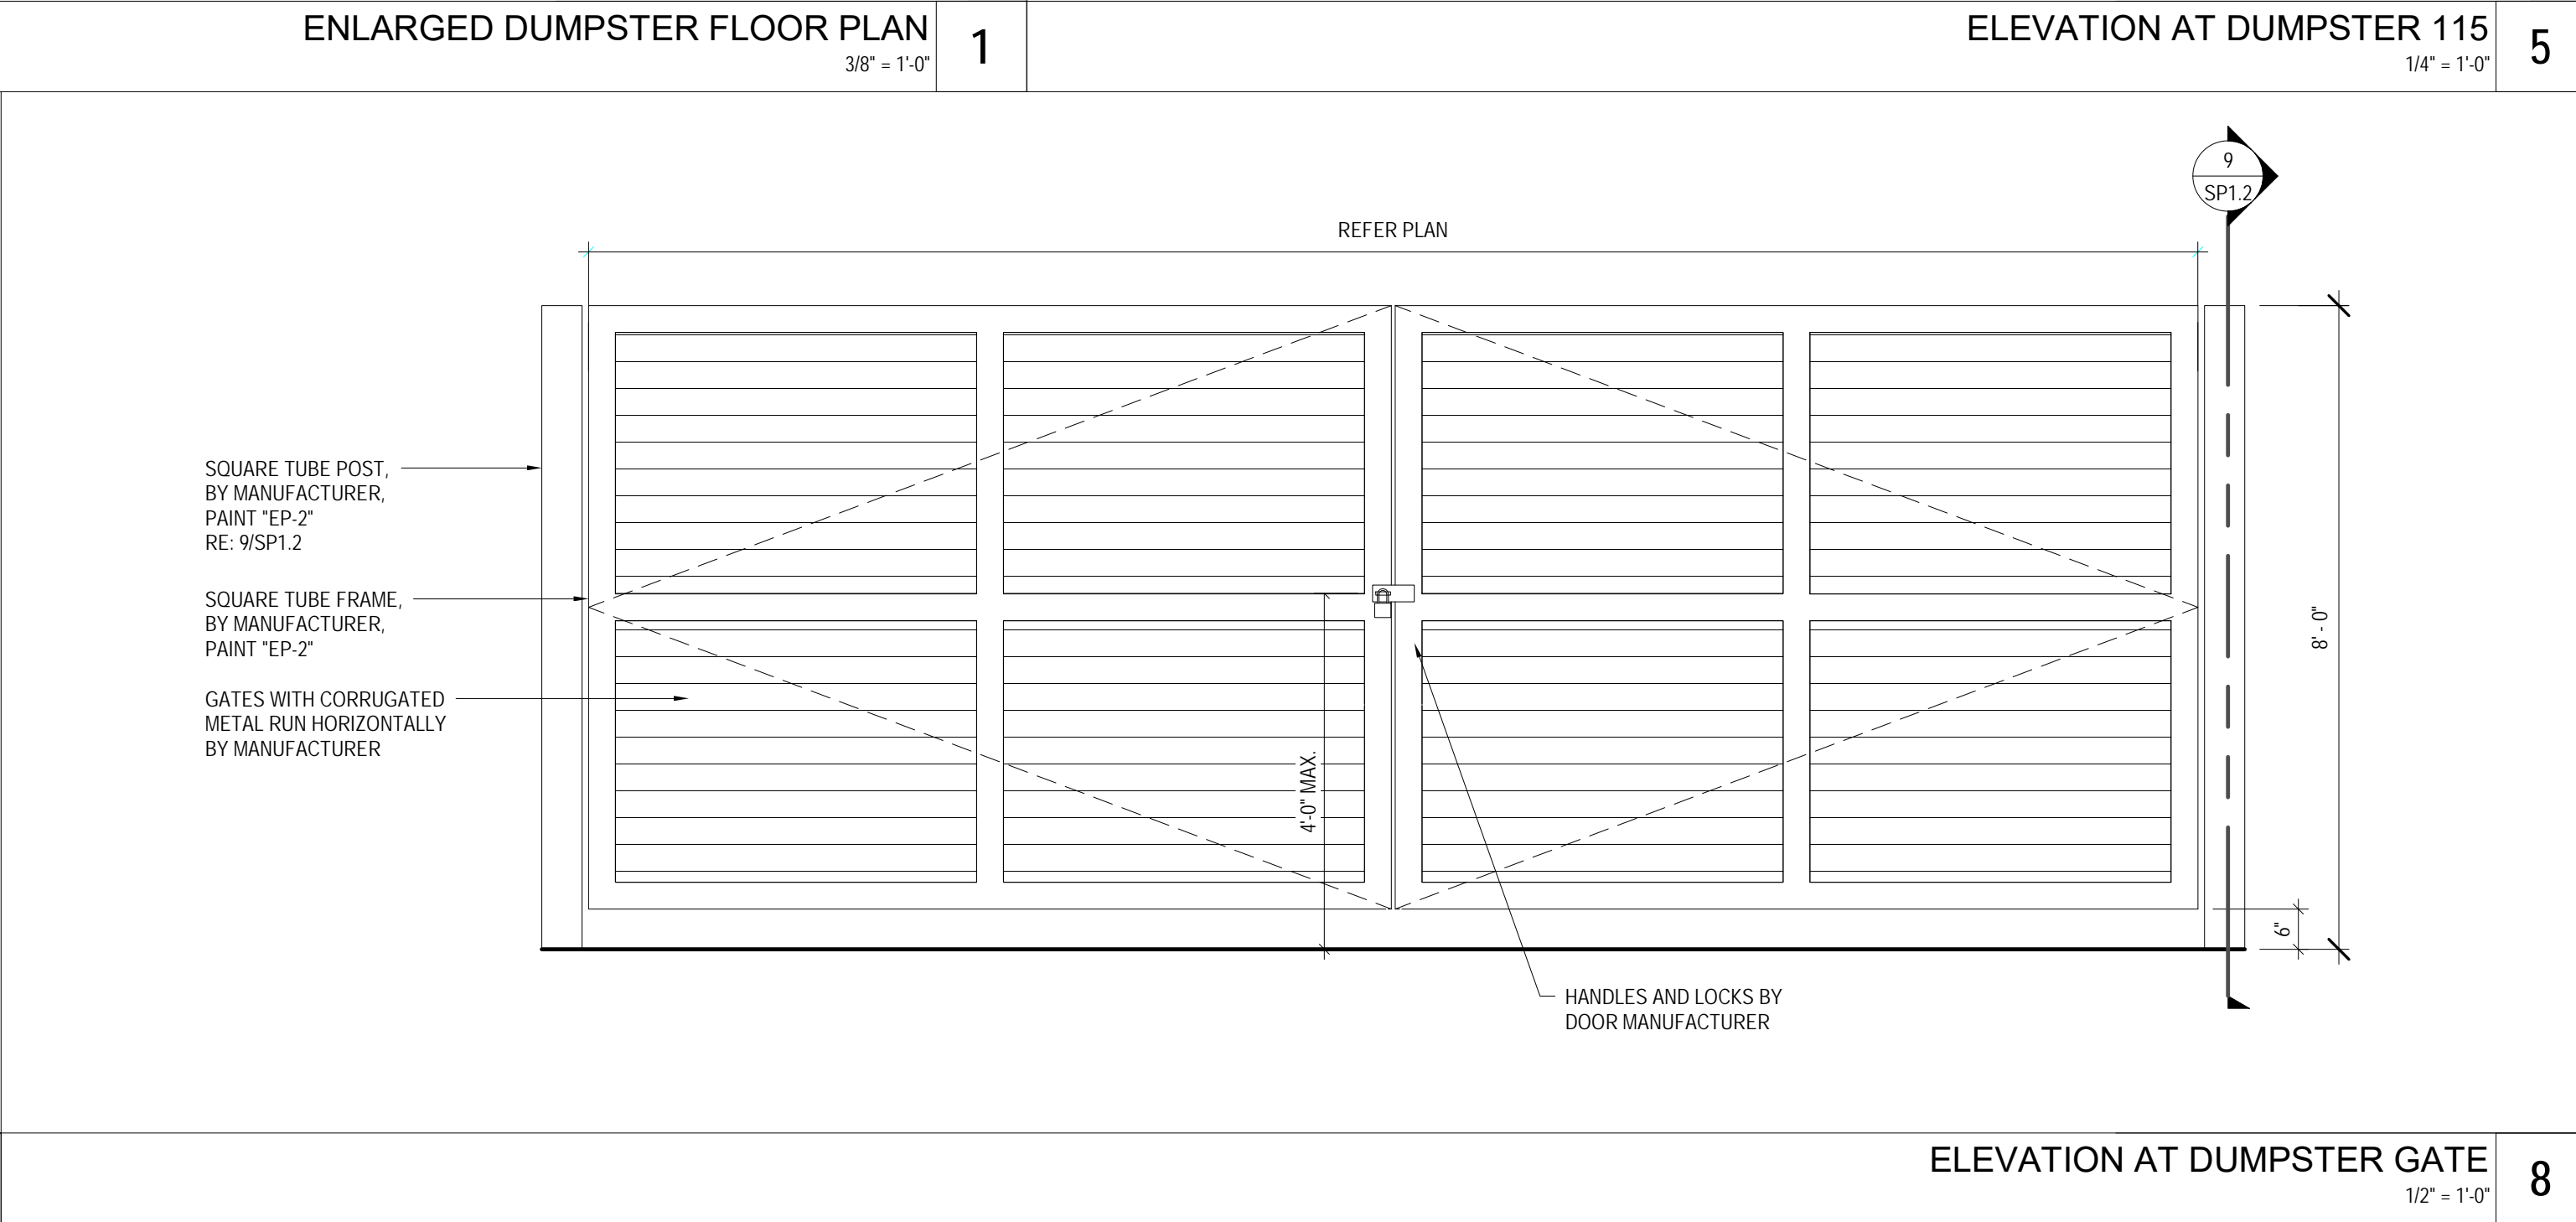 ENLARGED DUMPSTER FLOOR PLAN
3/8" = 1'-0"
1
ELEVATION AT DUMPSTER 115
1/4" = 1'-0"
5
9
SP1.2
REFER PLAN
SQUARE TUBE POST,
BY MANUFACTURER,
PAINT "EP-2"
RE: 9/SP1.2
SQUARE TUBE FRAME,
BY MANUFACTURER,
PAINT "EP-2"
GATES WITH CORRUGATED
METAL RUN HORIZONTALLY
BY MANUFACTURER
4'-0" MAX.
8' - 0"
6"
HANDLES AND LOCKS BY
DOOR MANUFACTURER
ELEVATION AT DUMPSTER GATE
1/2" = 1'-0"
8